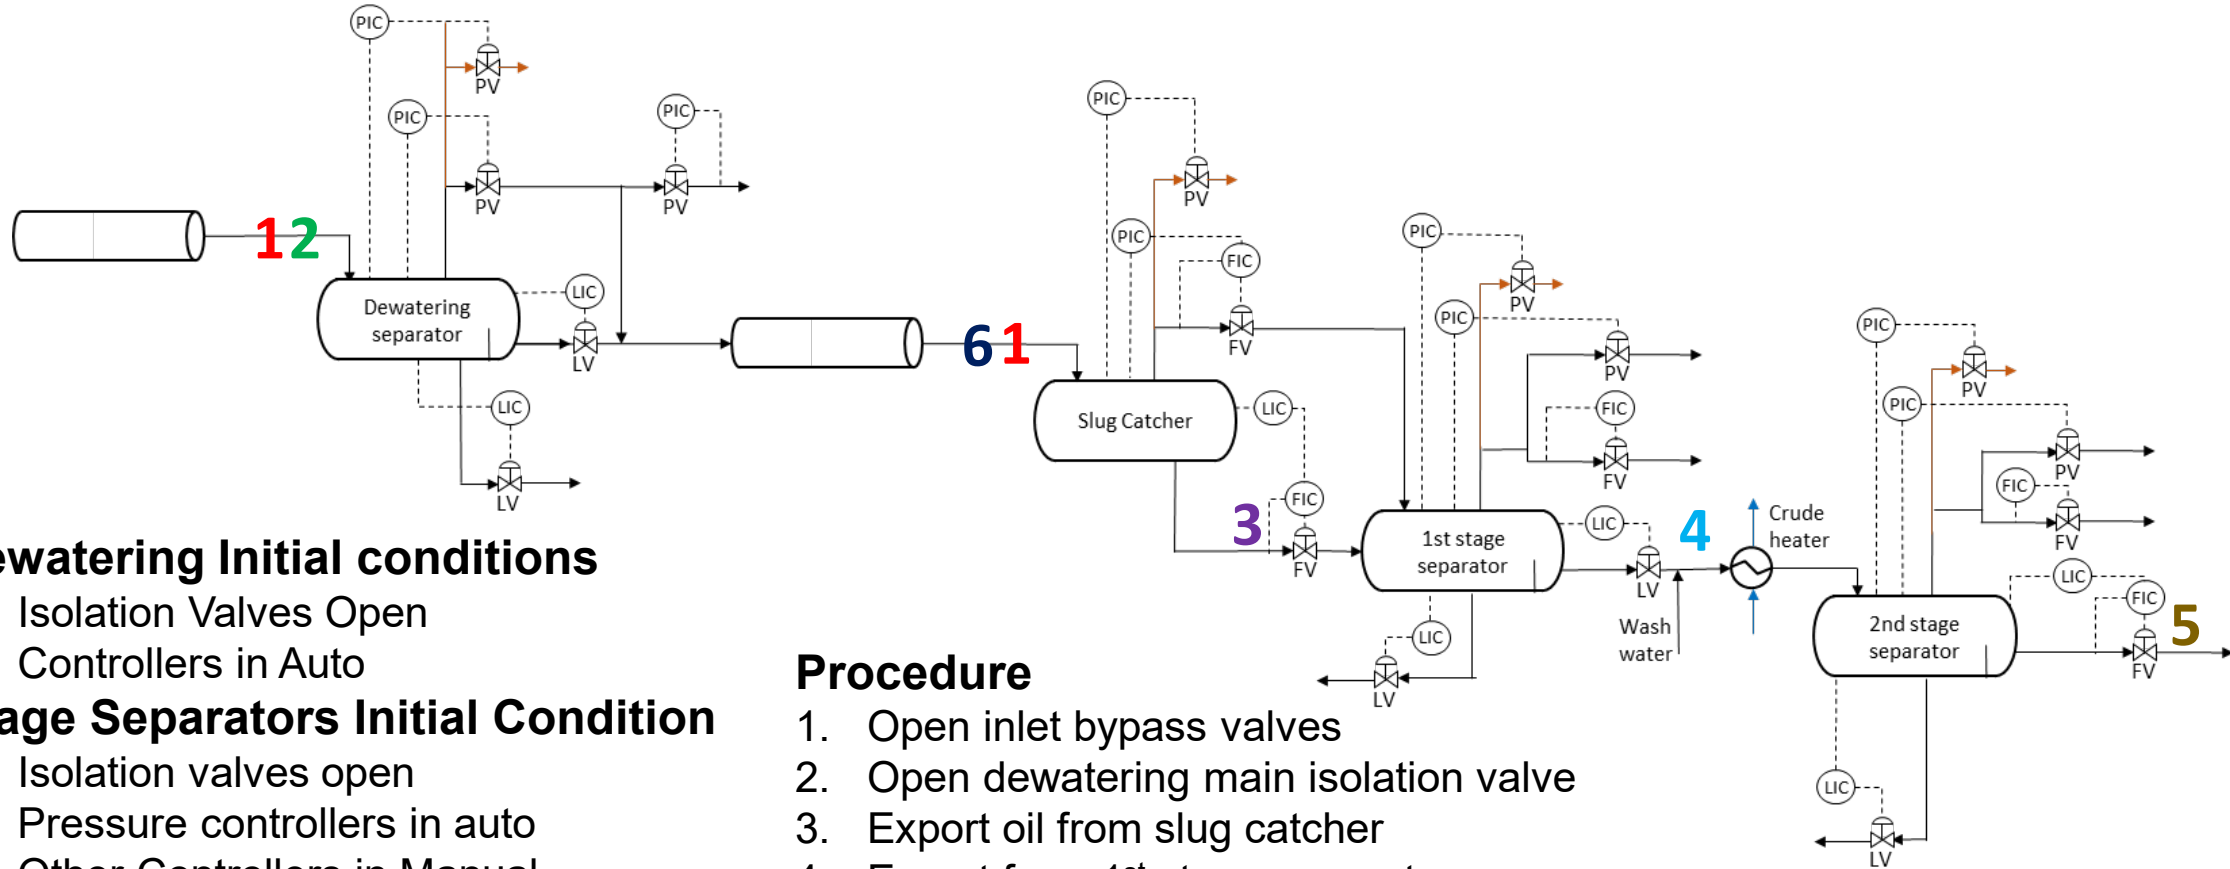 PIC
PV
PIC
PIC
PV
PV
1 2
Dewatering
separator
LIC
LV
LIC
LV
6 1
PIC
PV
PIC
FIC
FV
Slug Catcher
LIC
3
FIC
FV
PIC
PV
PIC
PV
FIC
FV
1st stage
separator
LIC
LV
LIC
LV
4
Wash
water
Crude
heater
PIC
PV
PIC
PV
FIC
FV
2nd stage
separator
LIC
FIC
FV
5
LIC
LV
ewatering Initial conditions
Isolation Valves Open
Controllers in Auto
age Separators Initial Condition
Isolation valves open
Pressure controllers in auto
Other Controllers in Manual
Procedure
1. Open inlet bypass valves
2. Open dewatering main isolation valve
3. Export oil from slug catcher